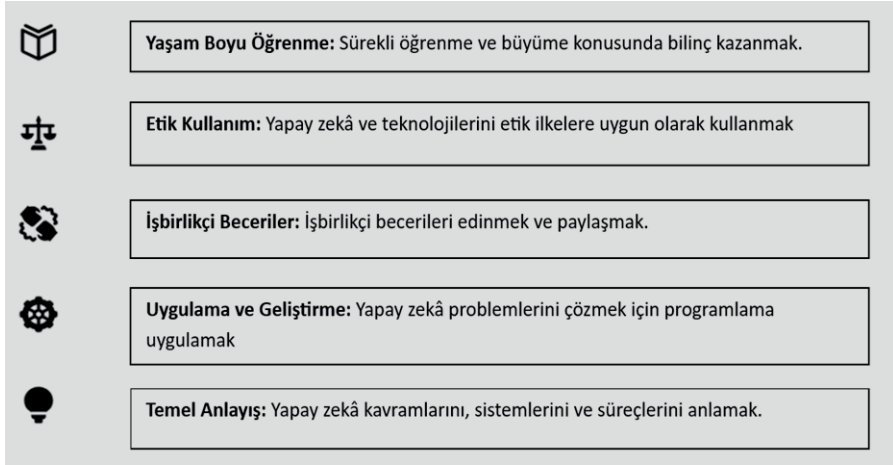 Yaşam Boyu Öğrenme: Sürekli öğrenme ve büyüme konusunda bilinç kazanmak.
Etik Kullanım: Yapay zekâ ve teknolojilerini etik ilkelere uygun olarak kullanmak
İşbirlikçi Beceriler: İşbirlikçi becerileri edinmek ve paylaşmak.
Uygulama ve Geliştirme: Yapay zekâ problemlerini çözmek için programlama
uygulamak
Temel Anlayış: Yapay zekâ kavramlarını, sistemlerini ve süreçlerini anlamak.